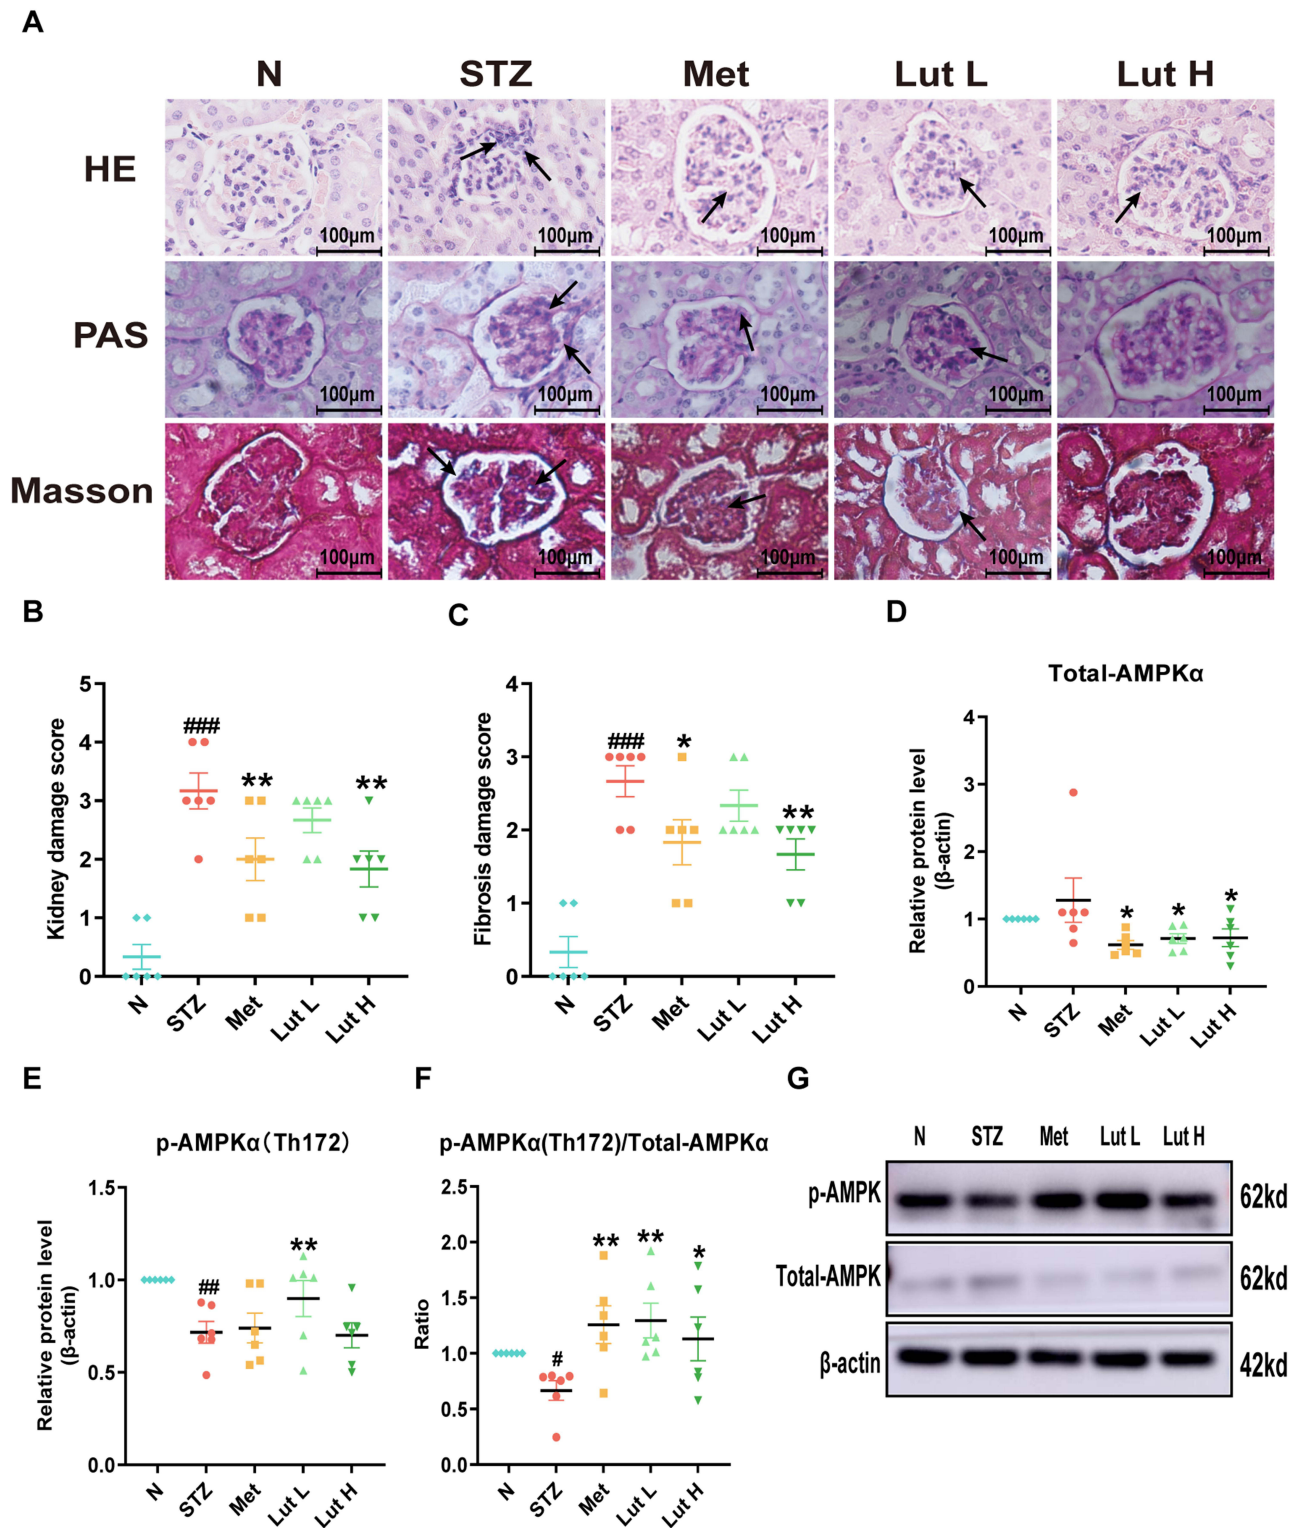 A
N STZ Met Lut L Lut H
HE
100μm 100μm 100μm 100μm 100μm
PAS
100μm 100μm 100μm 100μm 100μm
Masson
100μm 100μm 100μm 100μm 100μm
B
Kidney damage score
5
4
3
2
1
0
###
**
**
N STZ Met Lut L Lut H
C
Fibrosis damage score
4
3
2
1
0
###
*
**
N STZ Met Lut L Lut H
D
Total-AMPKα
Relative protein level
(β-actin)
4
3
2
1
0
*
*
*
N STZ Met Lut L Lut H
E
p-AMPKα(Th172)
Relative protein level
(β-actin)
1.5
1.0
0.5
0.0
##
**
N STZ Met Lut L Lut H
F
p-AMPKα(Th172)/Total-AMPKα
Ratio
2.5
2.0
1.5
1.0
0.5
0.0
#
**
**
*
N STZ Met Lut L Lut H
G
N STZ Met Lut L Lut H
p-AMPK 62kd
Total-AMPK 62kd
β-actin 42kd